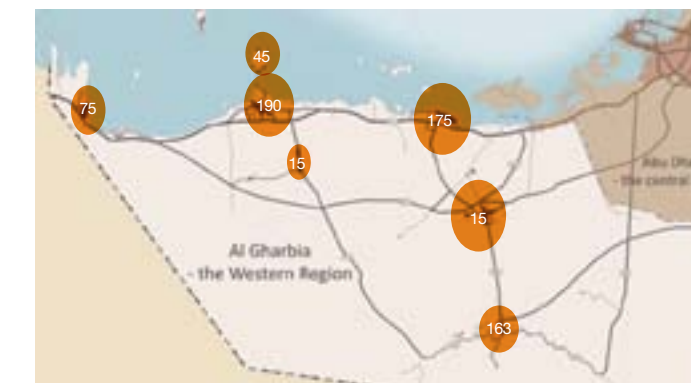 45
75
190
175
15
Abu Dha
- the central
15
Al Gharbia
- the Western Region
163